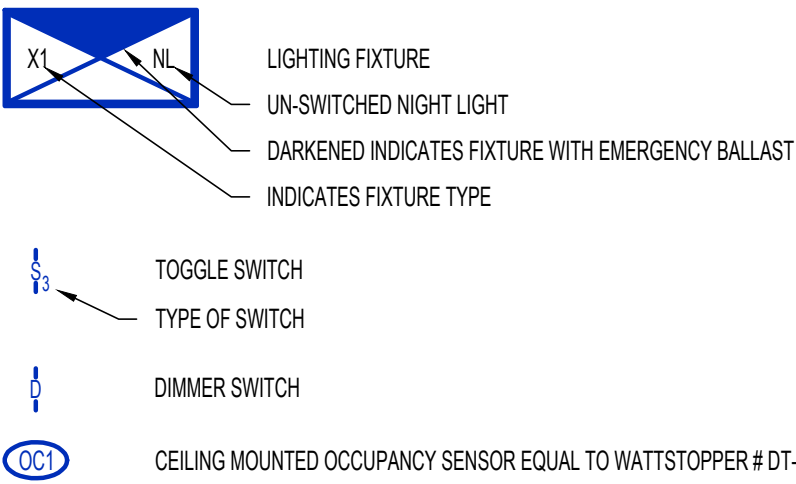 X1 NL LIGHTING FIXTURE
UN-SWITCHED NIGHT LIGHT
DARKENED INDICATES FIXTURE WITH EMERGENCY BALLAST
INDICATES FIXTURE TYPE
S3 TOGGLE SWITCH
TYPE OF SWITCH
D DIMMER SWITCH
OC1 CEILING MOUNTED OCCUPANCY SENSOR EQUAL TO WATTSTOPPER # DT-